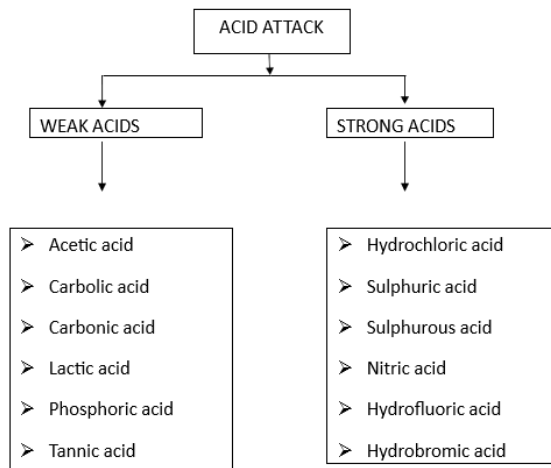 ACID ATTACK
WEAK ACIDS
STRONG ACIDS
➢ Acetic acid
➢ Carbolic acid
➢ Carbonic acid
➢ Lactic acid
➢ Phosphoric acid
➢ Tannic acid
➢ Hydrochloric acid
➢ Sulphuric acid
➢ Sulphurous acid
➢ Nitric acid
➢ Hydrofluoric acid
➢ Hydrobromic acid